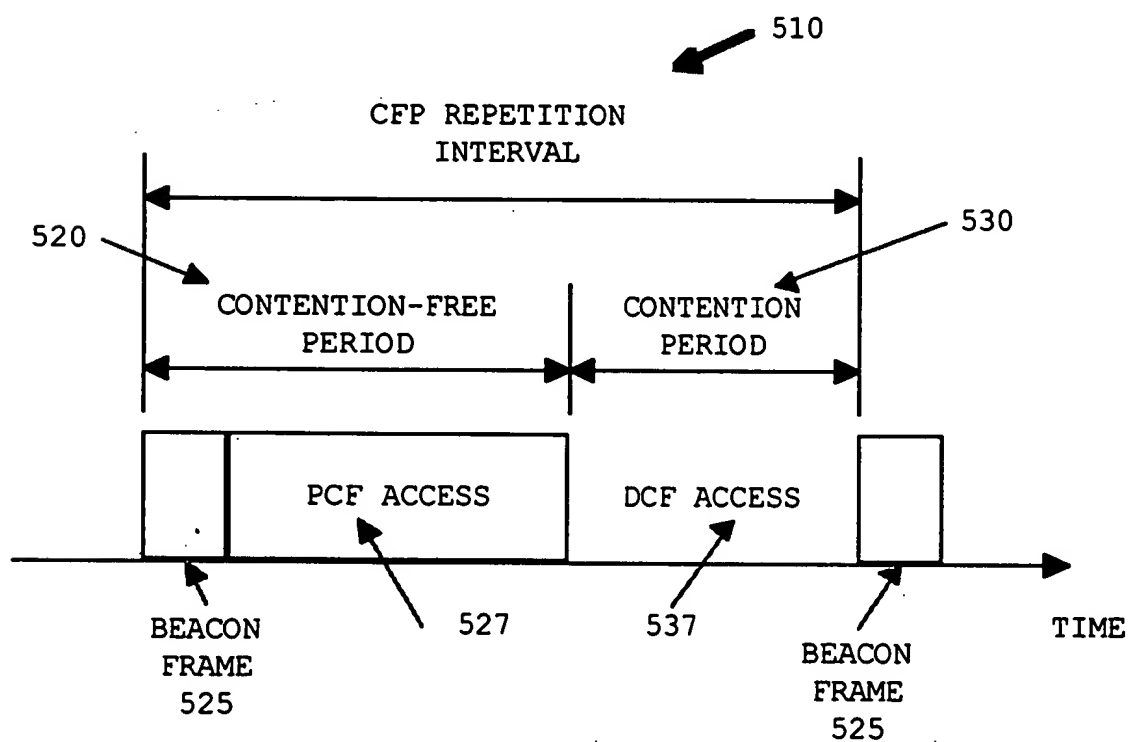 510
CFP REPETITION
INTERVAL
520
530
CONTENTION-FREE
PERIOD
CONTENTION
PERIOD
PCF ACCESS
DCF ACCESS
BEACON
FRAME
525
527
537
BEACON
FRAME
525
TIME